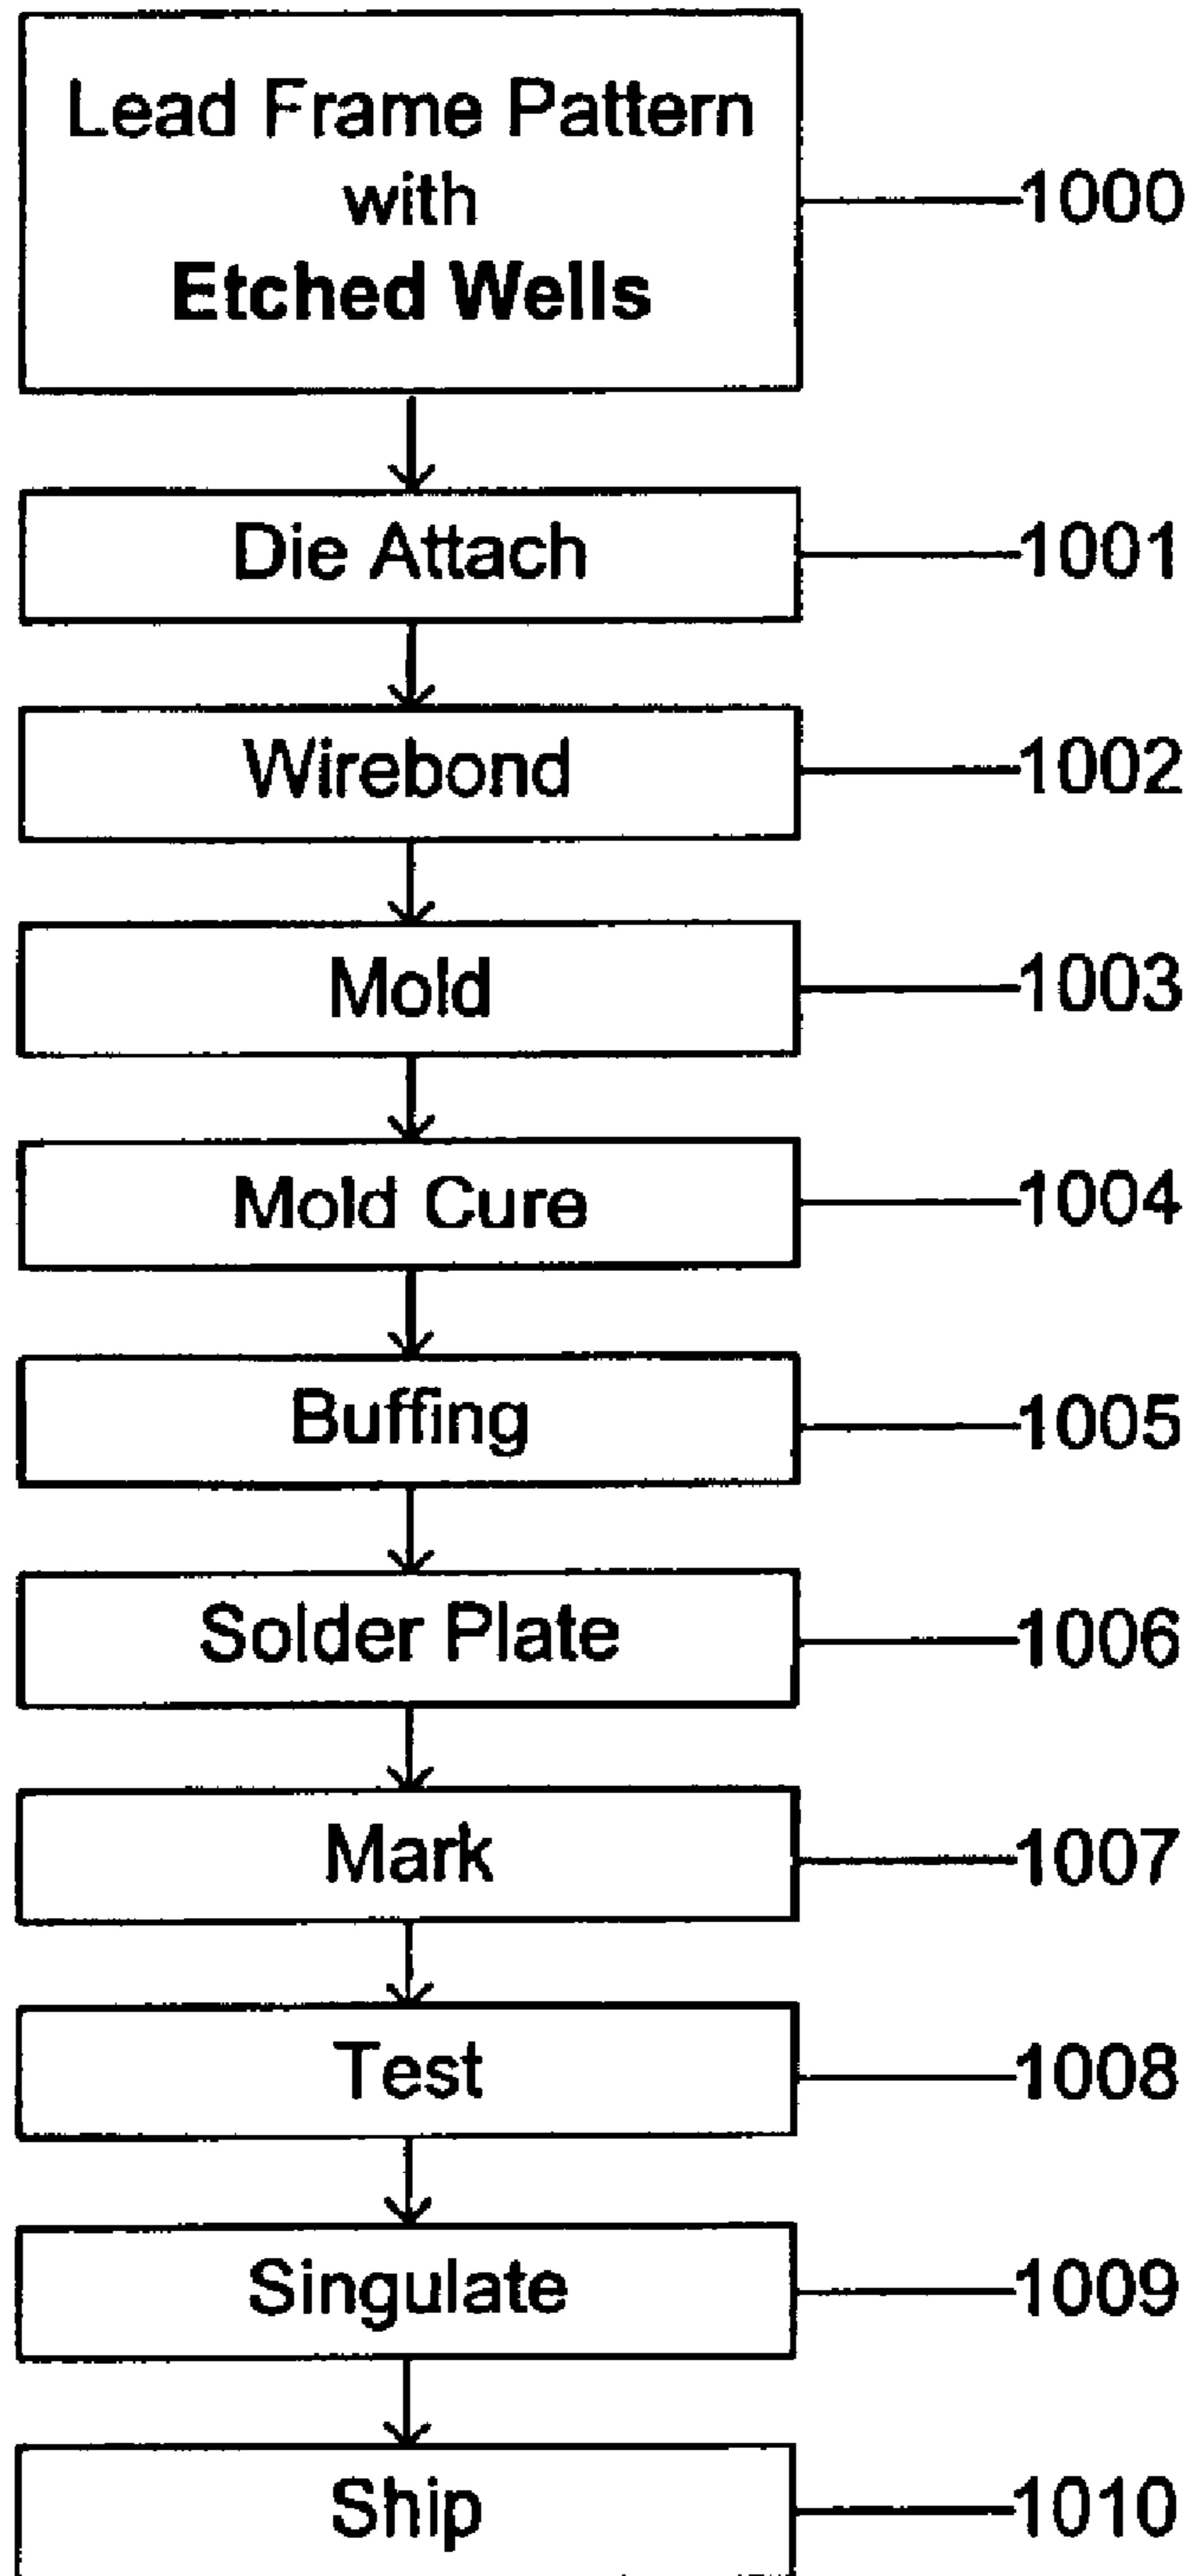 Lead Frame Pattern
with
Etched Wells
1000
Die Attach
1001
Wirebond
1002
Mold
1003
Mold Cure
1004
Buffing
1005
Solder Plate
1006
Mark
1007
Test
1008
Singulate
1009
Ship
1010